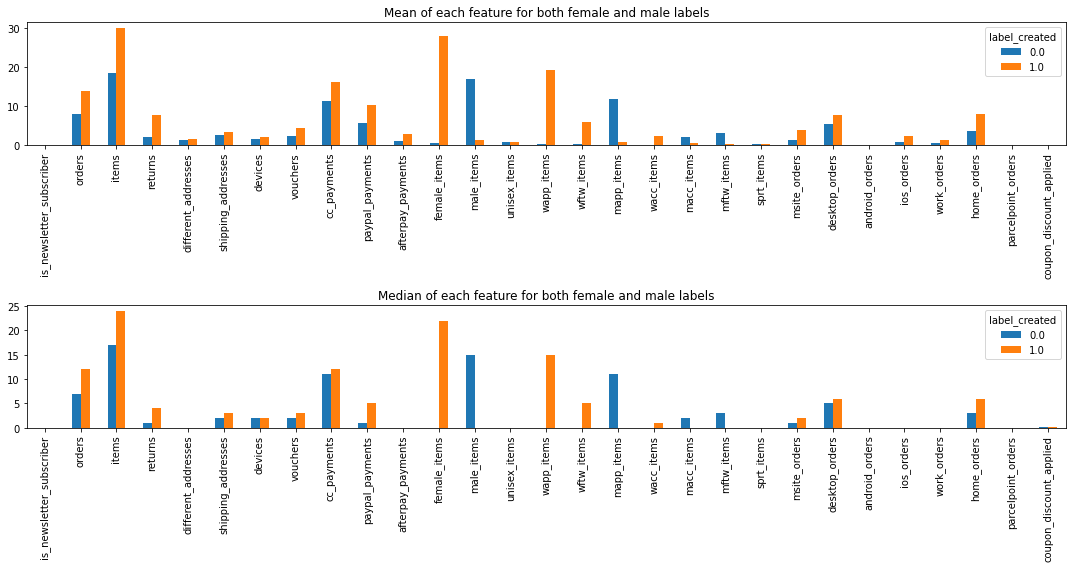 Mean of each feature for both female and male labels
30
20
10
0
label_created
0.0
1.0
is_newsletter_subscriber
orders
items
returns
different_addresses
shipping_addresses
devices
vouchers
cc_payments
paypal_payments
afterpay_payments
female_items
male_items
unisex_items
wapp_items
wftw_items
mapp_items
wacc_items
macc_items
mftw_items
sprt_items
msite_orders
desktop_orders
android_orders
ios_orders
work_orders
home_orders
parcelpoint_orders
coupon_discount_applied
Median of each feature for both female and male labels
25
20
15
10
5
0
label_created
0.0
1.0
is_newsletter_subscriber
orders
items
returns
different_addresses
shipping_addresses
devices
vouchers
cc_payments
paypal_payments
afterpay_payments
female_items
male_items
unisex_items
wapp_items
wftw_items
mapp_items
wacc_items
macc_items
mftw_items
sprt_items
msite_orders
desktop_orders
android_orders
ios_orders
work_orders
home_orders
parcelpoint_orders
coupon_discount_applied